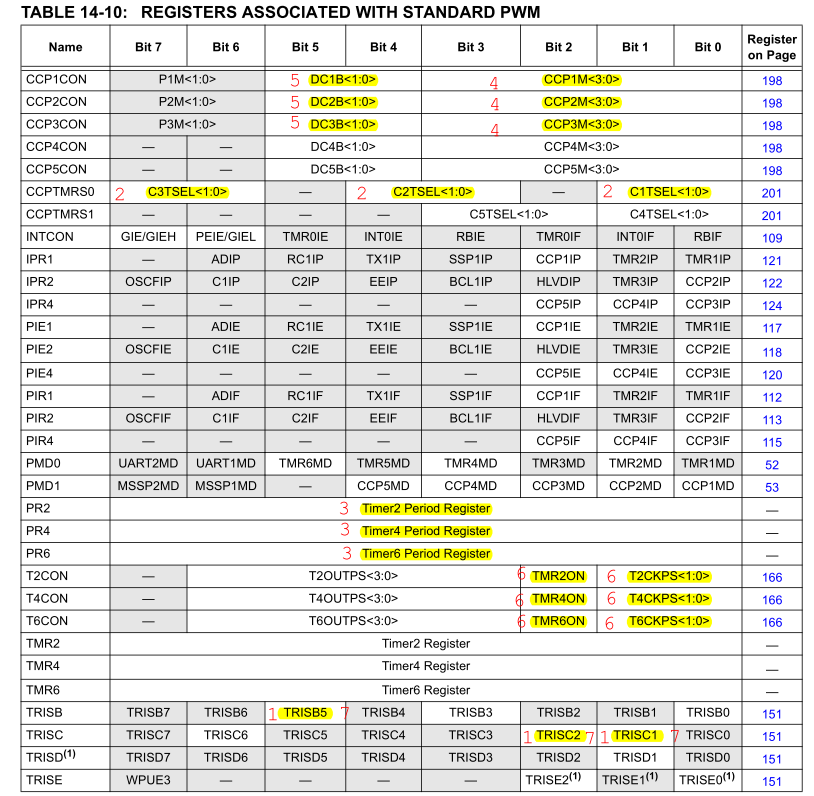 TABLE 14-10: REGISTERS ASSOCIATED WITH STANDARD PWM
Name Bit 7 Bit 6 Bit 5 Bit 4 Bit 3 Bit 2 Bit 1 Bit 0 Register on Page
CCP1CON P1M<1:0> 5 DC1B<1:0> 4 CCP1M<3:0> 198
CCP2CON P2M<1:0> 5 DC2B<1:0> 4 CCP2M<3:0> 198
CCP3CON P3M<1:0> 5 DC3B<1:0> 4 CCP3M<3:0> 198
CCP4CON — — DC4B<1:0> CCP4M<3:0> 198
CCP5CON — — DC5B<1:0> CCP5M<3:0> 198
CCPTMRS0 2 C3TSEL<1:0> — 2 C2TSEL<1:0> — 2 C1TSEL<1:0> 201
CCPTMRS1 — — — — C5TSEL<1:0> C4TSEL<1:0> 201
INTCON GIE/GIEH PEIE/GIEL TMR0IE INT0IE RBIE TMR0IF INT0IF RBIF 109
IPR1 — ADIP RC1IP TX1IP SSP1IP CCP1IP TMR2IP TMR1IP 121
IPR2 OSCFIP C1IP C2IP EEIP BCL1IP HLVDIP TMR3IP CCP2IP 122
IPR4 — — — — — CCP5IP CCP4IP CCP3IP 124
PIE1 — ADIE RC1IE TX1IE SSP1IE CCP1IE TMR2IE TMR1IE 117
PIE2 OSCFIE C1IE C2IE EEIE BCL1IE HLVDIE TMR3IE CCP2IE 118
PIE4 — — — — — CCP5IE CCP4IE CCP3IE 120
PIR1 — ADIF RC1IF TX1IF SSP1IF CCP1IF TMR2IF TMR1IF 112
PIR2 OSCFIF C1IF C2IF EEIF BCL1IF HLVDIF TMR3IF CCP2IF 113
PIR4 — — — — — CCP5IF CCP4IF CCP3IF 115
PMD0 UART2MD UART1MD TMR6MD TMR5MD TMR4MD TMR3MD TMR2MD TMR1MD 52
PMD1 MSSP2MD MSSP1MD — CCP5MD CCP4MD CCP3MD CCP2MD CCP1MD 53
PR2 3 Timer2 Period Register —
PR4 3 Timer4 Period Register —
PR6 3 Timer6 Period Register —
T2CON — T2OUTPS<3:0> 6 TMR2ON 6 T2CKPS<1:0> 166
T4CON — T4OUTPS<3:0> 6 TMR4ON 6 T4CKPS<1:0> 166
T6CON — T6OUTPS<3:0> 6 TMR6ON 6 T6CKPS<1:0> 166
TMR2 Timer2 Register —
TMR4 Timer4 Register —
TMR6 Timer6 Register —
TRISB TRISB7 TRISB6 1 TRISB5 7 TRISB4 TRISB3 TRISB2 TRISB1 TRISB0 151
TRISC TRISC7 TRISC6 TRISC5 TRISC4 TRISC3 1 TRISC2 7 1 TRISC1 7 TRISC0 151
TRISD(1) TRISD7 TRISD6 TRISD5 TRISD4 TRISD3 TRISD2 TRISD1 TRISD0 151
TRISE WPUE3 — — — — TRISE2(1) TRISE1(1) TRISE0(1) 151